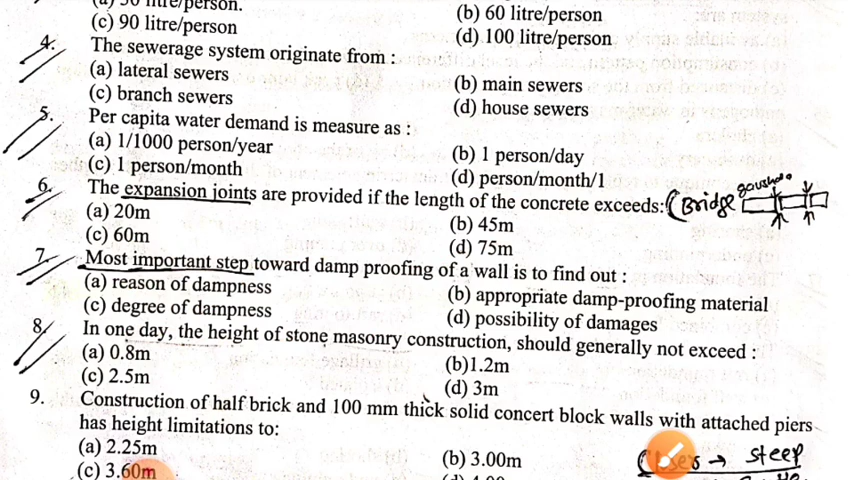 (c) 90 litre/person
(b) 60 litre/person
(d) 100 litre/person
4. The sewerage system originate from :
(a) lateral sewers
(b) main sewers
(c) branch sewers
(d) house sewers
5. Per capita water demand is measure as :
(a) 1/1000 person/year
(b) 1 person/day
(c) 1 person/month
(d) person/month/1
6. The expansion joints are provided if the length of the concrete exceeds: (Bridge
(a) 20m
(b) 45m
(c) 60m
(d) 75m
7. Most important step toward damp proofing of a wall is to find out :
(a) reason of dampness
(b) appropriate damp-proofing material
(c) degree of dampness
(d) possibility of damages
8. In one day, the height of stone masonry construction, should generally not exceed :
(a) 0.8m
(b)1.2m
(c) 2.5m
(d) 3m
9. Construction of half brick and 100 mm thick solid concert block walls with attached piers
has height limitations to:
(a) 2.25m
(b) 3.00m
(c) 3.60m
→ steep